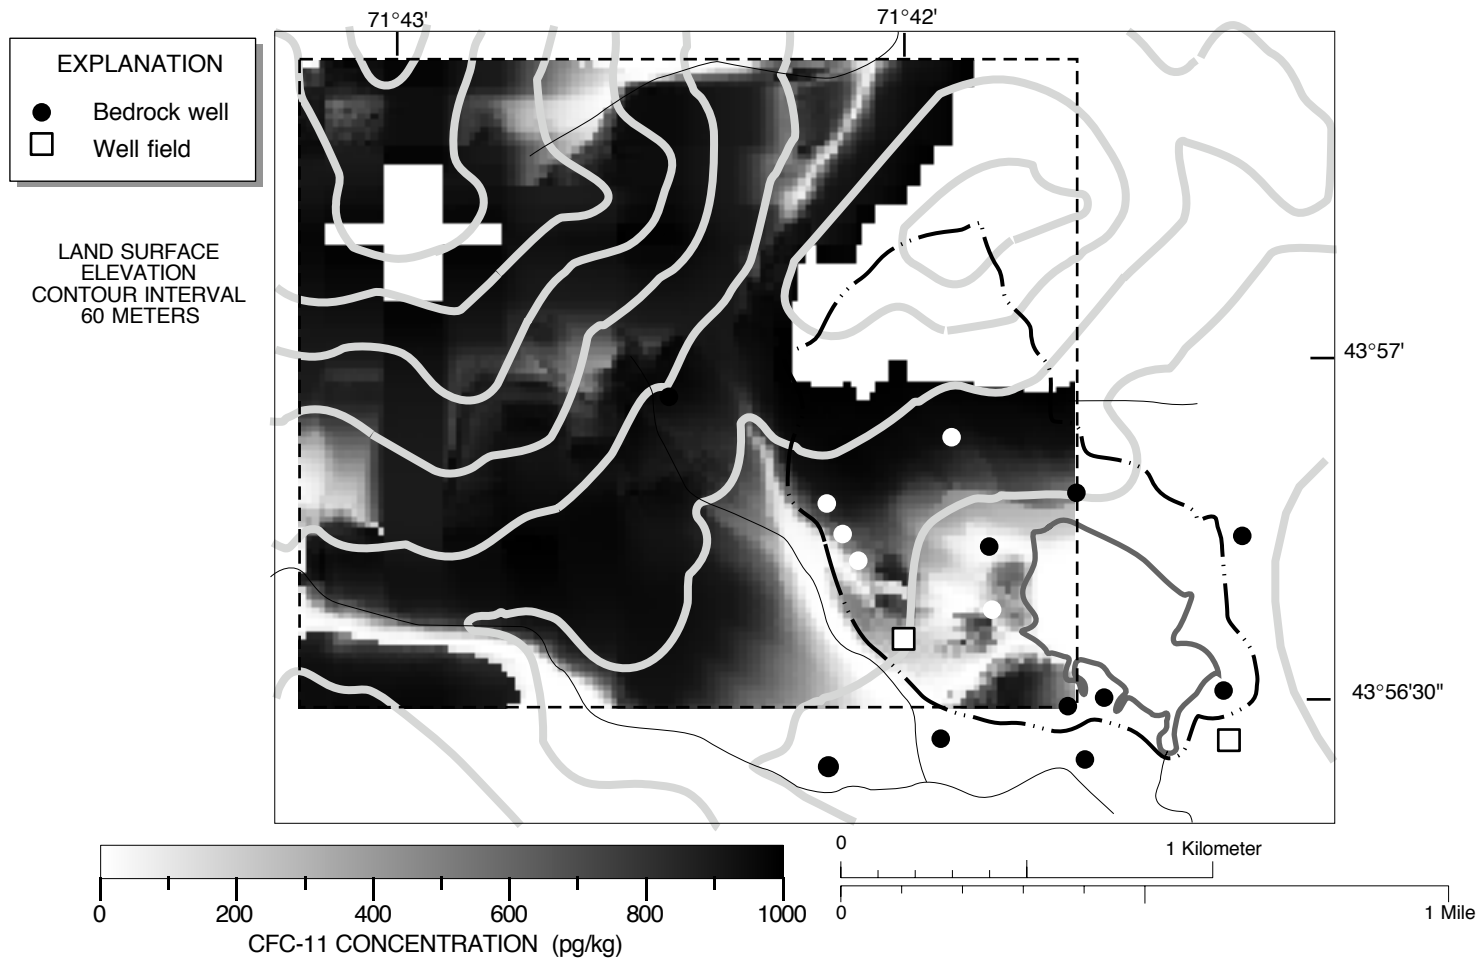 71°43'
71°42'
EXPLANATION
Bedrock well
Well field
LAND SURFACE
ELEVATION
CONTOUR INTERVAL
60 METERS
43°57'
43°56'30"
0
200
400
600
800
1000
CFC-11 CONCENTRATION (pg/kg)
0
1 Kilometer
0
1 Mile